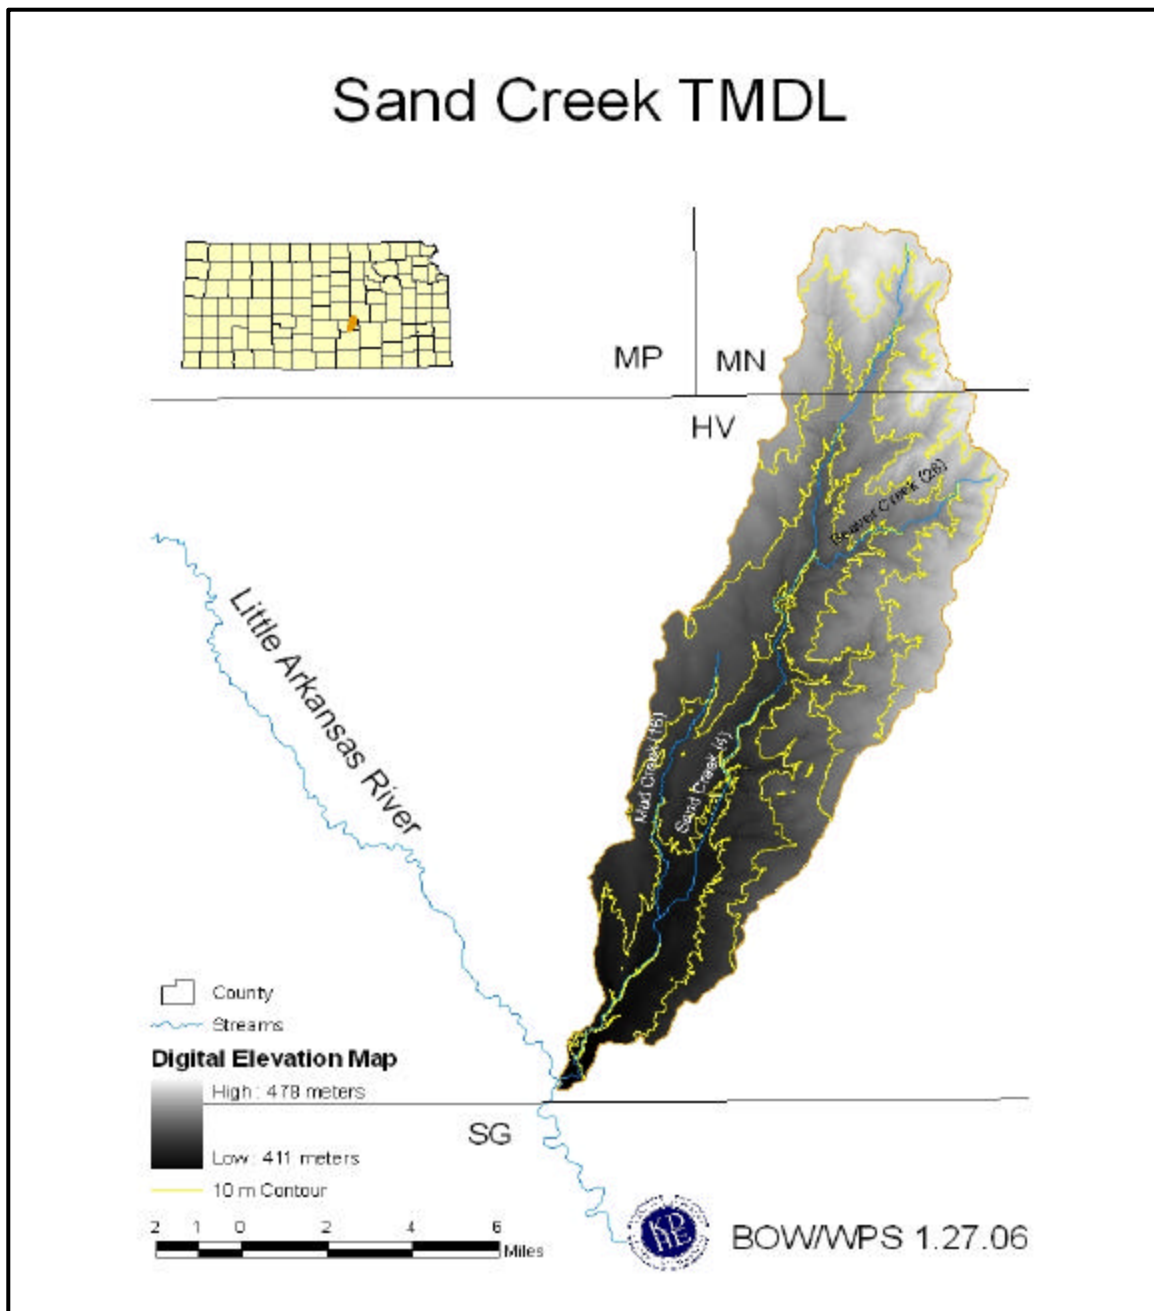 Sand Creek TMDL
MP
MN
HV
Beaver Creek (26)
Little Arkansas River
Mud Creek (16)
Sand Creek (4)
County
Streams
Digital Elevation Map
High : 478 meters
Low : 411 meters
10 m Contour
SG
2 1 0 2 4 6
Miles
KDHE
BOW/WPS 1.27.06